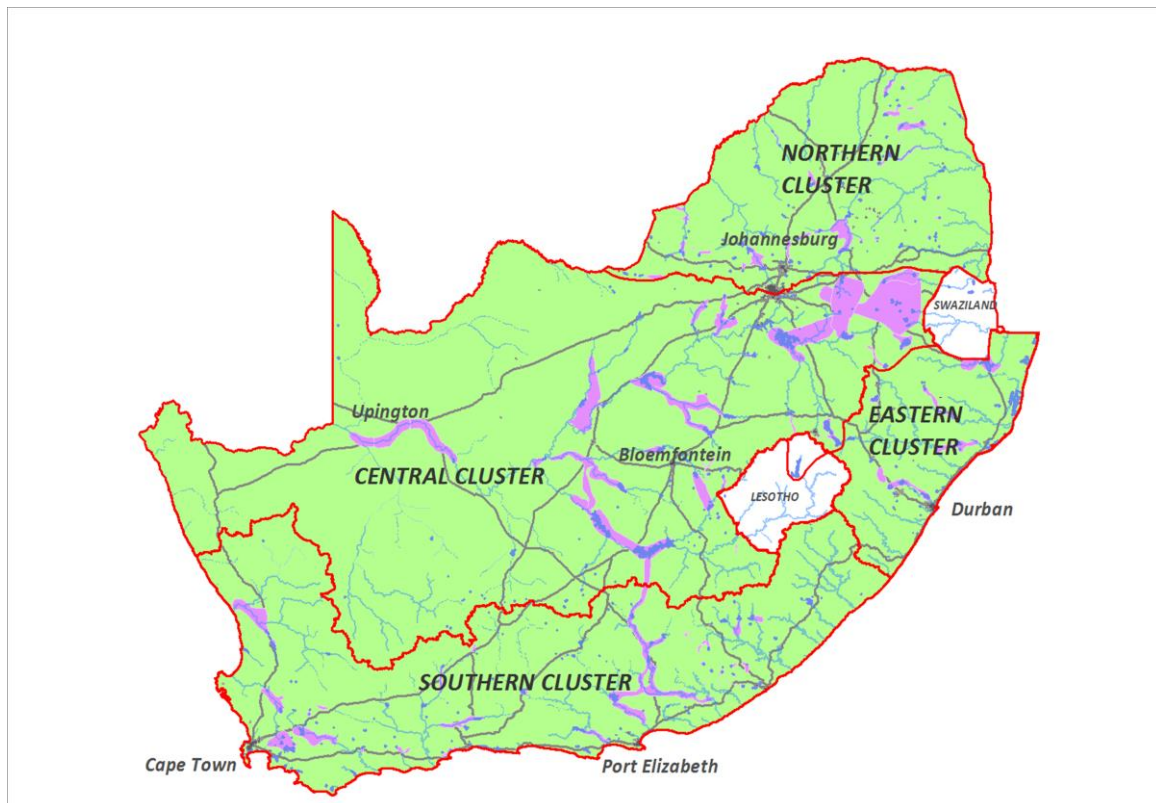 NORTHERN
CLUSTER
Johannesburg
SWAZILAND
Upington
EASTERN
CLUSTER
Bloemfontein
CENTRAL CLUSTER
LESOTHO
Durban
SOUTHERN CLUSTER
Cape Town
Port Elizabeth